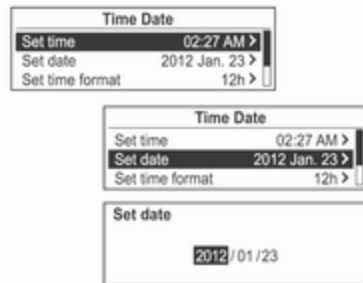 Time Date
Set time 02:27 AM >
Set date 2012 Jan. 23 >
Set time format 12h >
Time Date
Set time 02:27 AM >
Set date 2012 Jan. 23 >
Set time format 12h >
Set date
2012/01/23